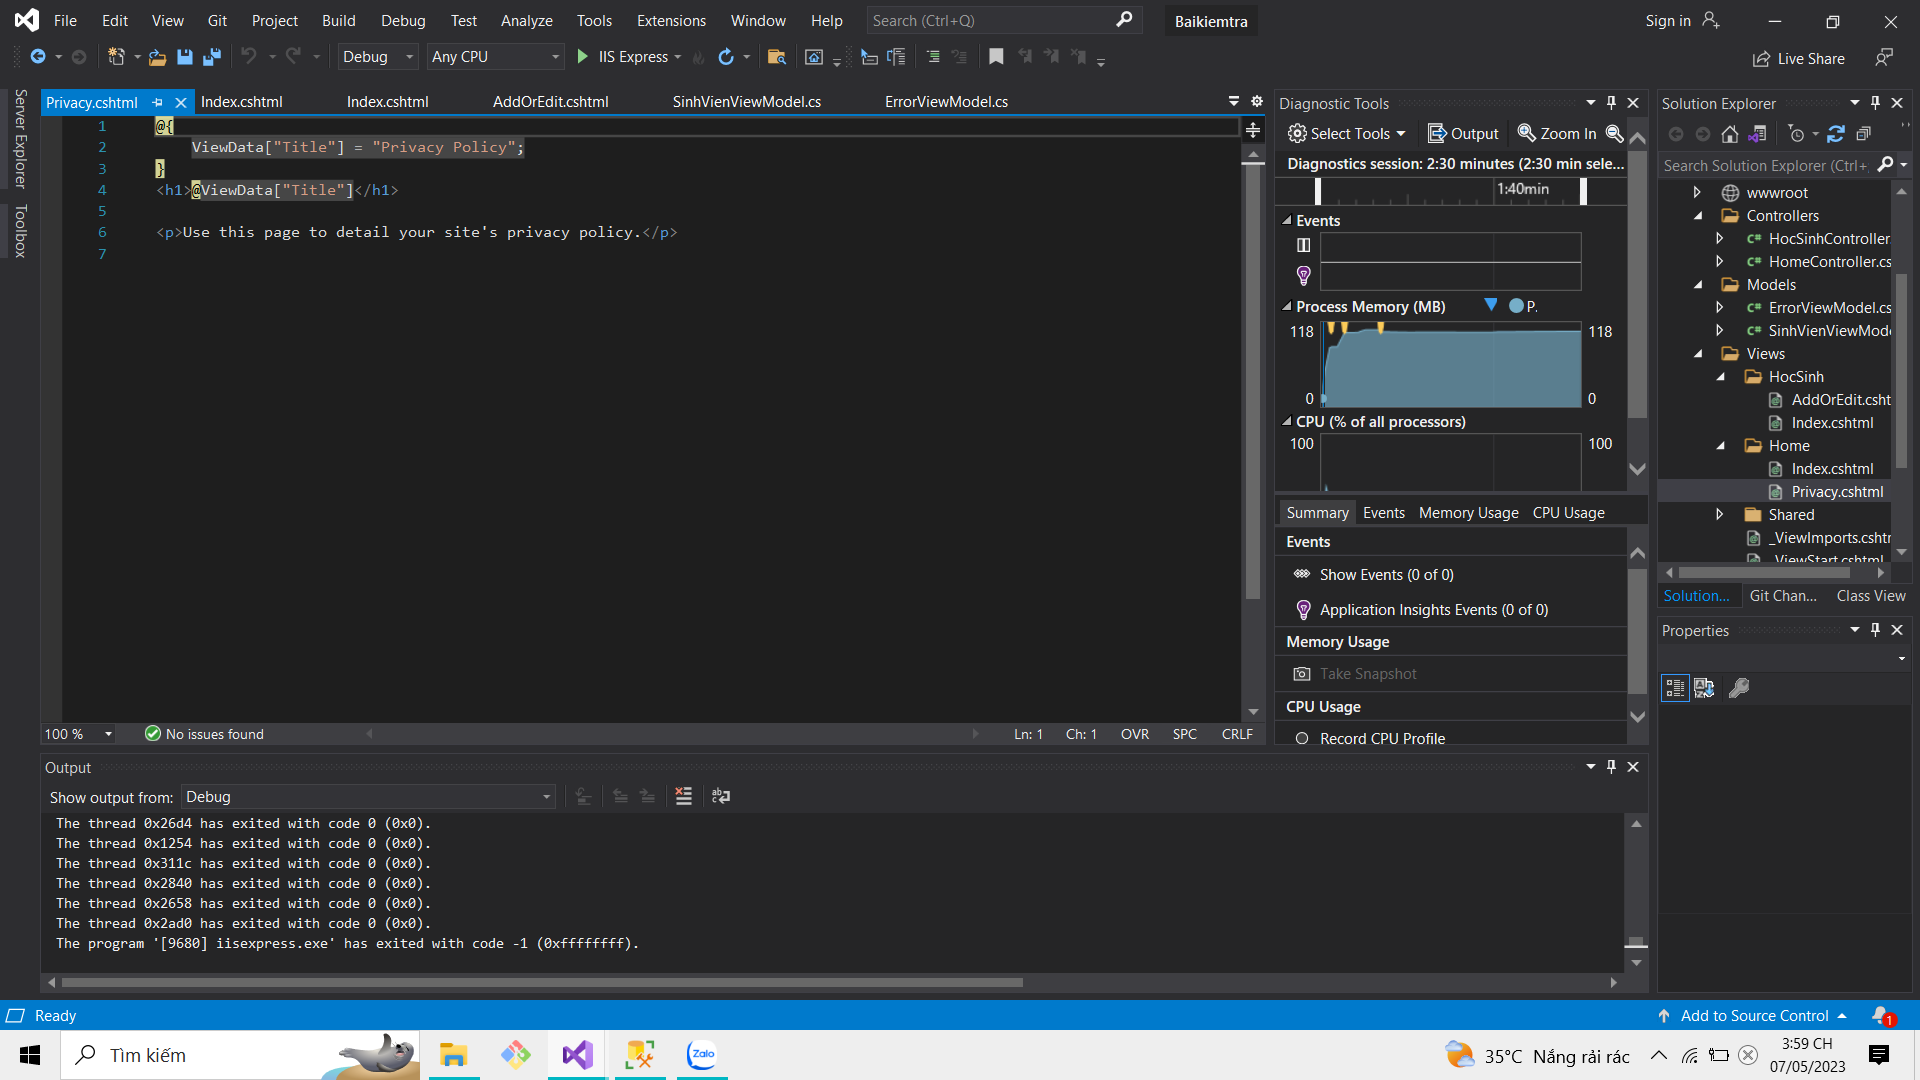 File Edit View Git Project Build Debug Test Analyze Tools Extensions Window Help Search (Ctrl+Q) Baikiemtra Sign in
Debug Any CPU IIS Express Live Share
Server Explorer
Toolbox
Privacy.cshtml Index.cshtml Index.cshtml AddOrEdit.cshtml SinhVienViewModel.cs ErrorViewModel.cs
1 @{
2 ViewData["Title"] = "Privacy Policy";
3 }
4 <h1>@ViewData["Title"]</h1>
5
6 <p>Use this page to detail your site's privacy policy.</p>
7
100 % No issues found Ln: 1 Ch: 1 OVR SPC CRLF
Diagnostic Tools
Select Tools Output Zoom In
Diagnostics session: 2:30 minutes (2:30 min sele...
1:40min
Events
Process Memory (MB) P.
118 118
0 0
CPU (% of all processors)
100 100
Summary Events Memory Usage CPU Usage
Events
Show Events (0 of 0)
Application Insights Events (0 of 0)
Memory Usage
Take Snapshot
CPU Usage
Record CPU Profile
Solution Explorer
Search Solution Explorer (Ctrl+;
wwwroot
Controllers
HocSinhController.
HomeController.cs
Models
ErrorViewModel.cs
SinhVienViewMode
Views
HocSinh
AddOrEdit.csht
Index.cshtml
Home
Index.cshtml
Privacy.cshtml
Shared
_ViewImports.cshtr
_ViewStart.cshtml
Solution... Git Chan... Class View
Properties
Output
Show output from: Debug
The thread 0x26d4 has exited with code 0 (0x0).
The thread 0x1254 has exited with code 0 (0x0).
The thread 0x311c has exited with code 0 (0x0).
The thread 0x2840 has exited with code 0 (0x0).
The thread 0x2658 has exited with code 0 (0x0).
The thread 0x2ad0 has exited with code 0 (0x0).
The program '[9680] iisexpress.exe' has exited with code -1 (0xffffffff).
Ready Add to Source Control 1
Tìm kiếm Zalo 35°C Nắng rải rác 3:59 CH
07/05/2023